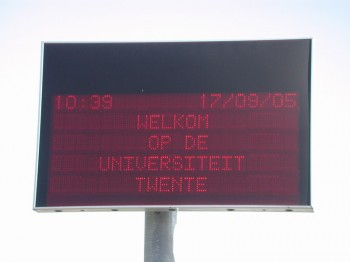 10:39 17/09/05
WELKOM
OP DE
UNIVERSITEIT
TWENTE